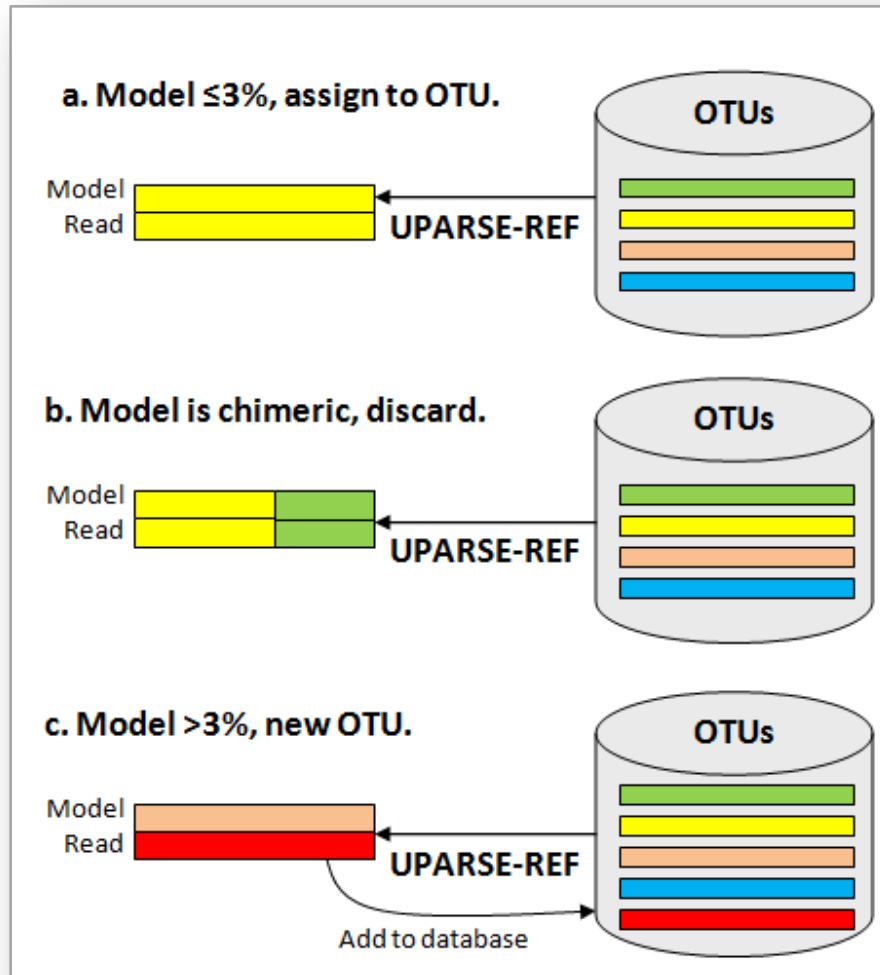 a. Model ≤3%, assign to OTU.
OTUs
Model
Read
UPARSE-REF
b. Model is chimeric, discard.
OTUs
Model
Read
UPARSE-REF
c. Model >3%, new OTU.
OTUs
Model
Read
UPARSE-REF
Add to database